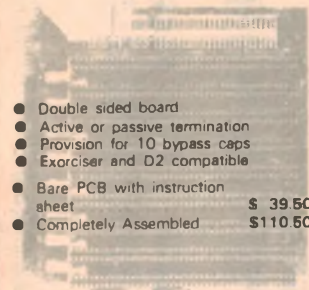 ● Double sided board
● Active or passive termination
● Provision for 10 bypass caps
● Exorciser and D2 compatible
● Bare PCB with instruction
sheet $ 39.50
● Completely Assembled $110.50